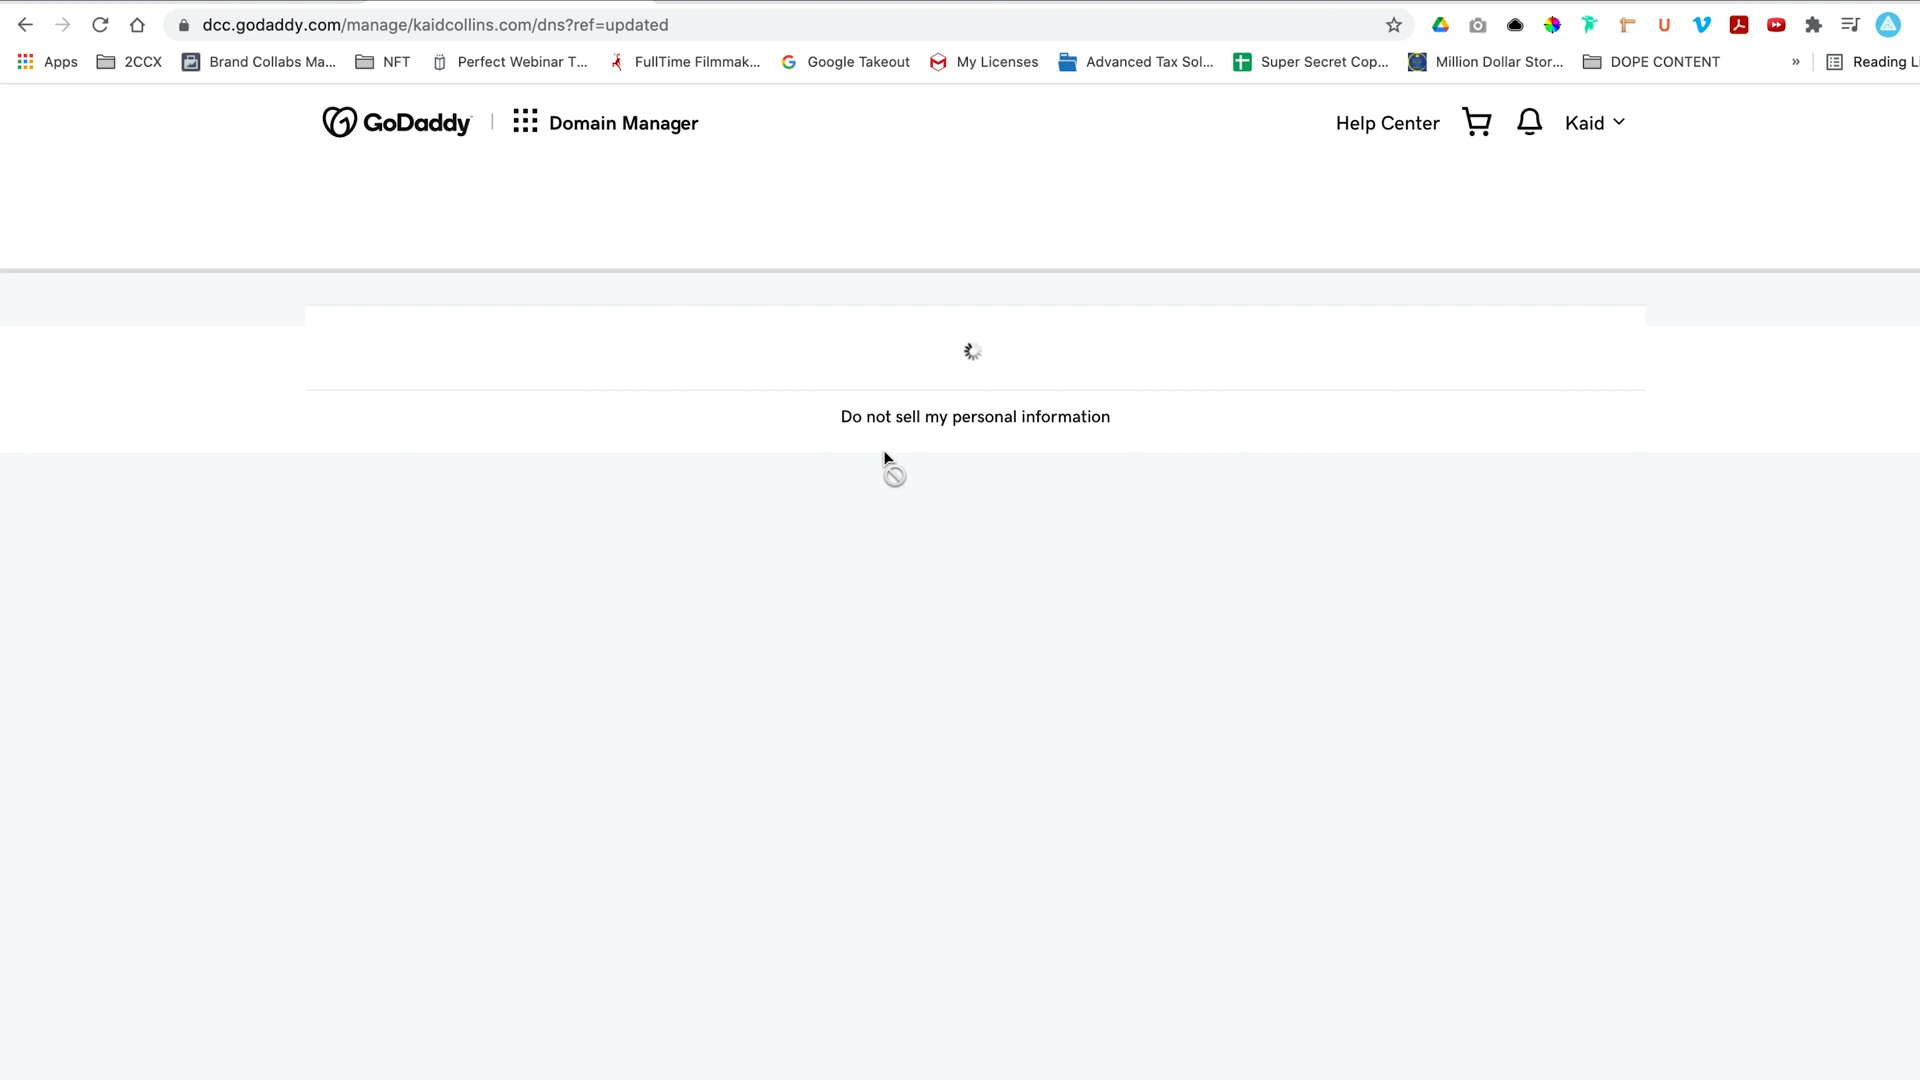 dcc.godaddy.com/manage/kaidcollins.com/dns?ref=updated
Apps 2CCX Brand Collabs Ma... NFT Perfect Webinar T... FullTime Filmmak... Google Takeout My Licenses Advanced Tax Sol... Super Secret Cop... Million Dollar Stor... DOPE CONTENT » Reading Li
GoDaddy Domain Manager Help Center Kaid
Do not sell my personal information